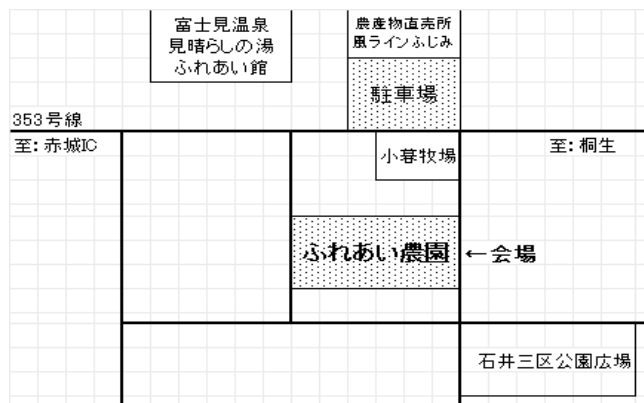 富士見温泉
見晴らしの湯
ふれあい館
農産物直売所
風ラインふじみ
駐車場
353号線
至: 赤城IC
小暮牧場
至: 桐生
ふれあい農園
←会場
石井三区公園広場